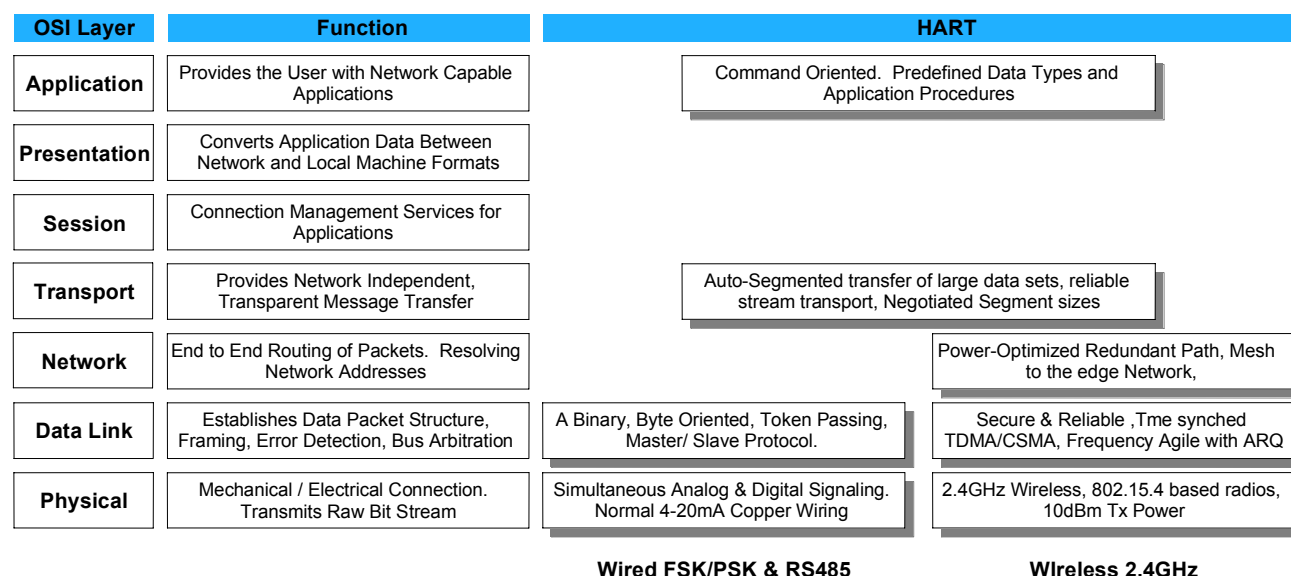 OSI Layer Function HART
Application
Provides the User with Network Capable
Applications
Command Oriented. Predefined Data Types and
Application Procedures
Presentation
Converts Application Data Between
Network and Local Machine Formats
Session
Connection Management Services for
Applications
Transport
Provides Network Independent,
Transparent Message Transfer
Auto-Segmented transfer of large data sets, reliable
stream transport, Negotiated Segment sizes
Network
End to End Routing of Packets. Resolving
Network Addresses
Power-Optimized Redundant Path, Mesh
to the edge Network,
Data Link
Establishes Data Packet Structure,
Framing, Error Detection, Bus Arbitration
A Binary, Byte Oriented, Token Passing,
Master/ Slave Protocol.
Secure & Reliable ,Tme synched
TDMA/CSMA, Frequency Agile with ARQ
Physical
Mechanical / Electrical Connection.
Transmits Raw Bit Stream
Simultaneous Analog & Digital Signaling.
Normal 4-20mA Copper Wiring
2.4GHz Wireless, 802.15.4 based radios,
10dBm Tx Power
Wired FSK/PSK & RS485
WIreless 2.4GHz